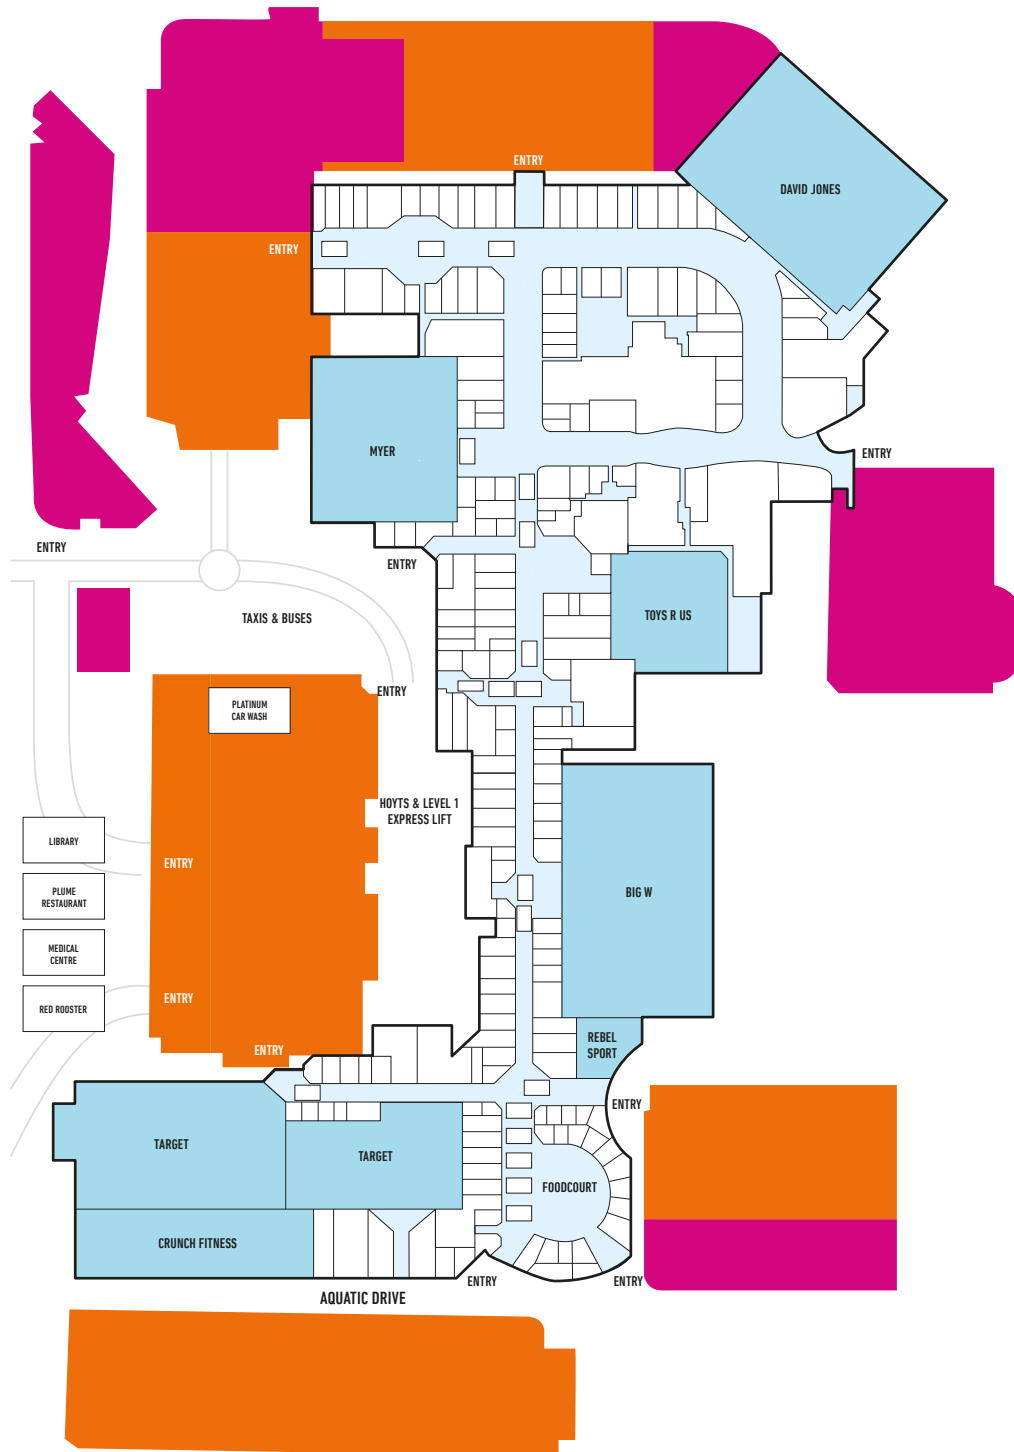 ENTRY
DAVID JONES
ENTRY
MYER
ENTRY
ENTRY
ENTRY
TAXIS & BUSES
TOYS R US
ENTRY
PLATINUM
CAR WASH
HOYTS & LEVEL 1
EXPRESS LIFT
LIBRARY
ENTRY
PLUME
RESTAURANT
BIG W
MEDICAL
CENTRE
ENTRY
RED ROOSTER
REBEL
SPORT
ENTRY
ENTRY
TARGET
TARGET
FOODCOURT
CRUNCH FITNESS
ENTRY
ENTRY
AQUATIC DRIVE